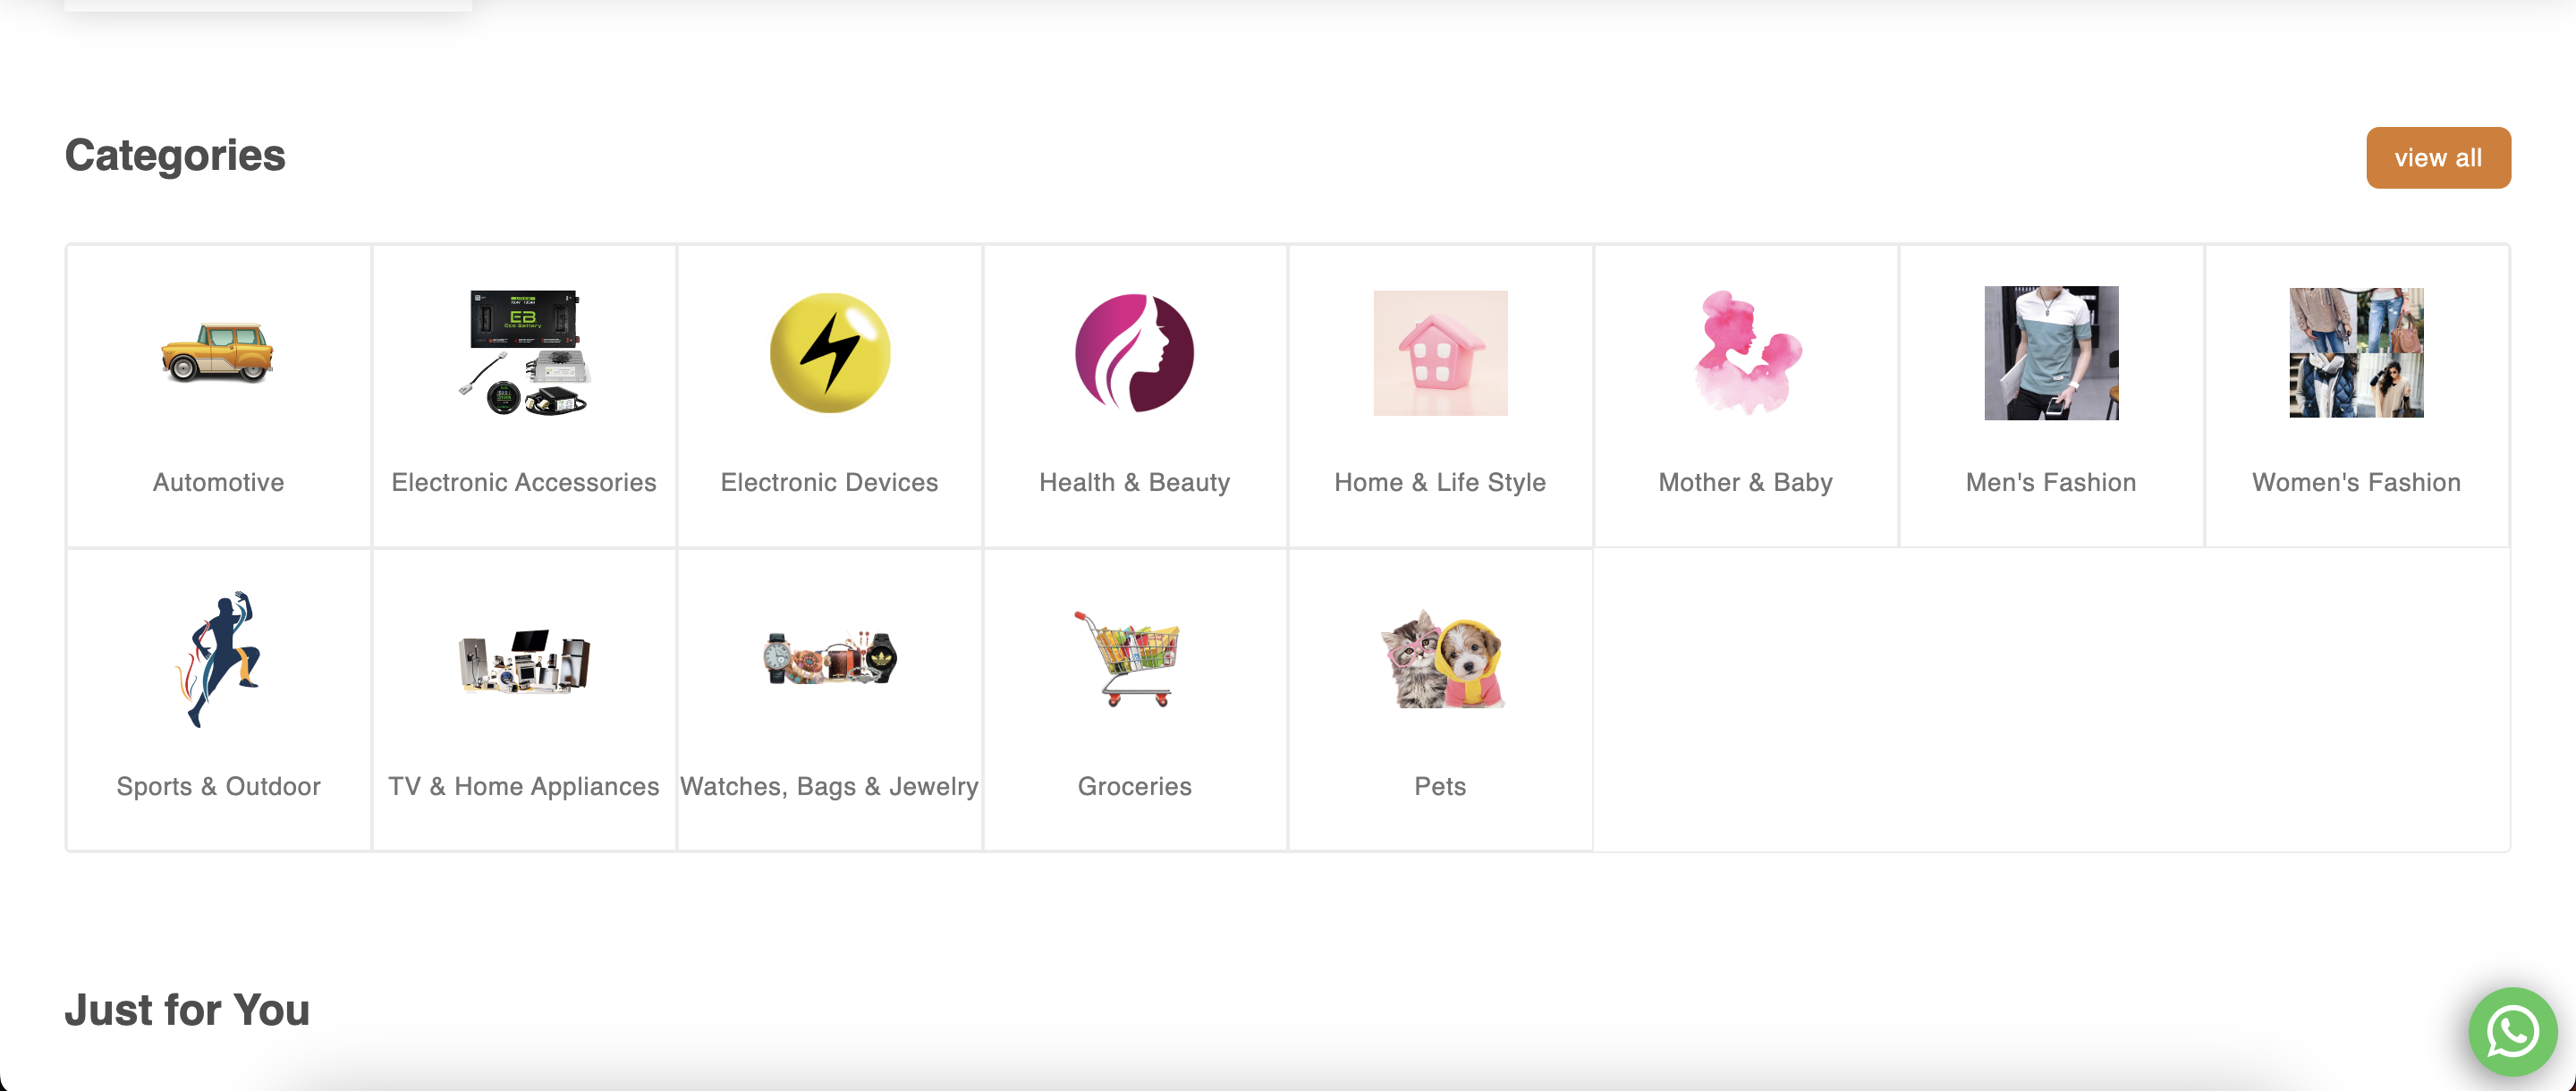 Categories
view all
EB
Automotive
Electronic Accessories
Electronic Devices
Health & Beauty
Home & Life Style
Mother & Baby
Men's Fashion
Women's Fashion
Sports & Outdoor
TV & Home Appliances
Watches, Bags & Jewelry
Groceries
Pets
Just for You